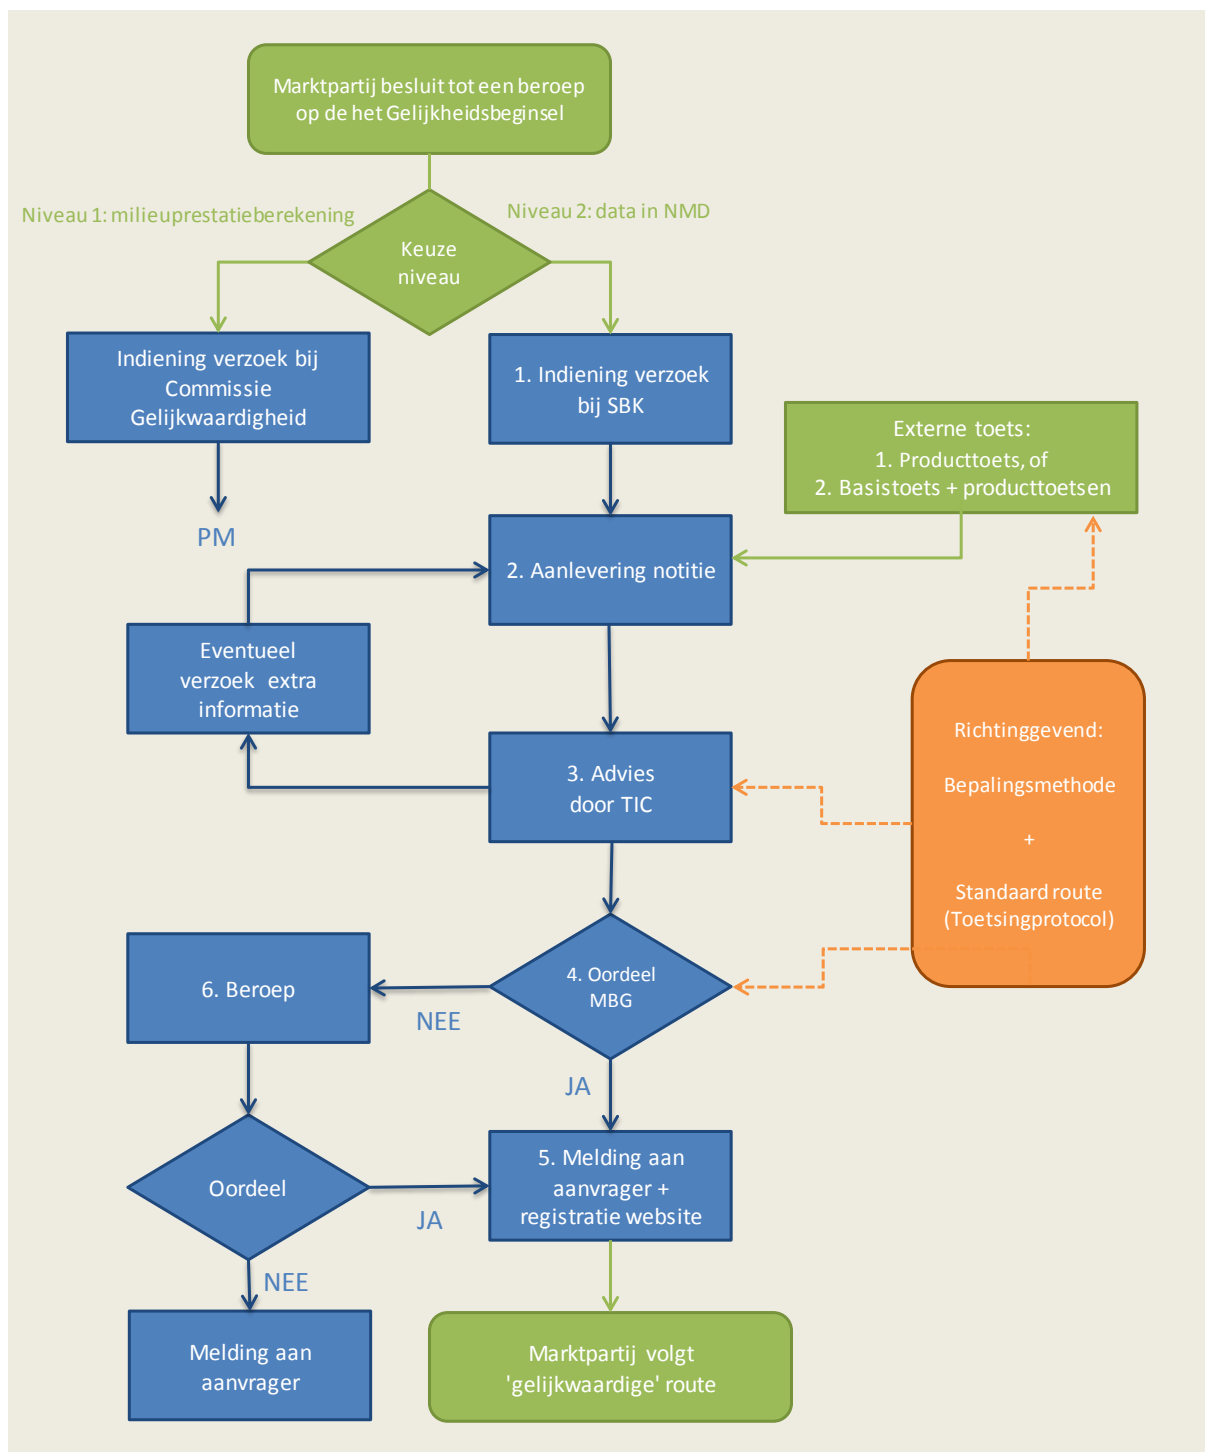 Marktpartij besluit tot een beroep
op de het Gelijkheidsbeginsel
Niveau 1: milieuprestatieberekening
Niveau 2: data in NMD
Keuze
niveau
Indiening verzoek bij
Commissie
Gelijkwaardigheid
1. Indiening verzoek
bij SBK
Externe toets:
1. Producttoets, of
2. Basistoets + producttoetsen
PM
2. Aanlevering notitie
Eventueel
verzoek extra
informatie
Richtinggevend:
Bepalingsmethode
+
Standaard route
(Toetsingprotocol)
3. Advies
door TIC
4. Oordeel
MBG
6. Beroep
NEE
JA
5. Melding aan
aanvrager +
registratie website
Oordeel
JA
NEE
Melding aan
aanvrager
Marktpartij volgt
'gelijkwaardige' route